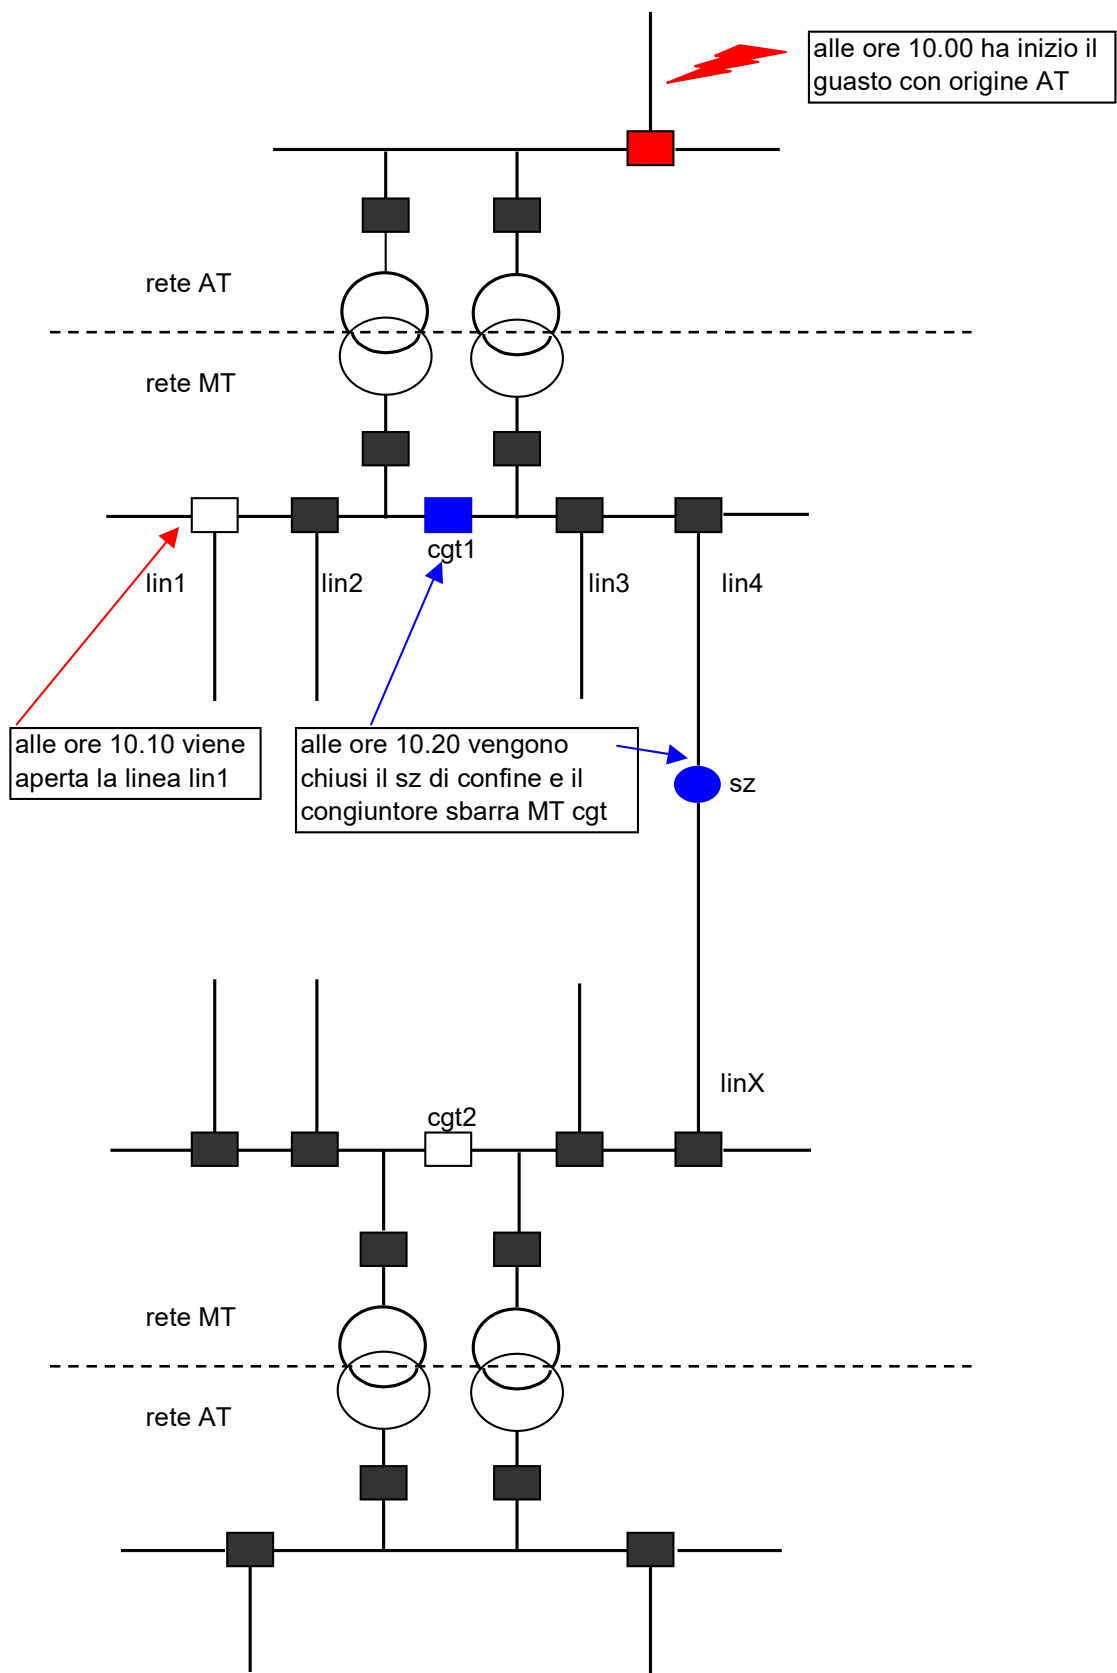 alle ore 10.00 ha inizio il
guasto con origine AT
rete AT
rete MT
cgt1
lin1
lin2
lin3
lin4
alle ore 10.10 viene
aperta la linea lin1
alle ore 10.20 vengono
chiusi il sz di confine e il
congiuntore sbarra MT cgt
sz
linX
cgt2
rete MT
rete AT